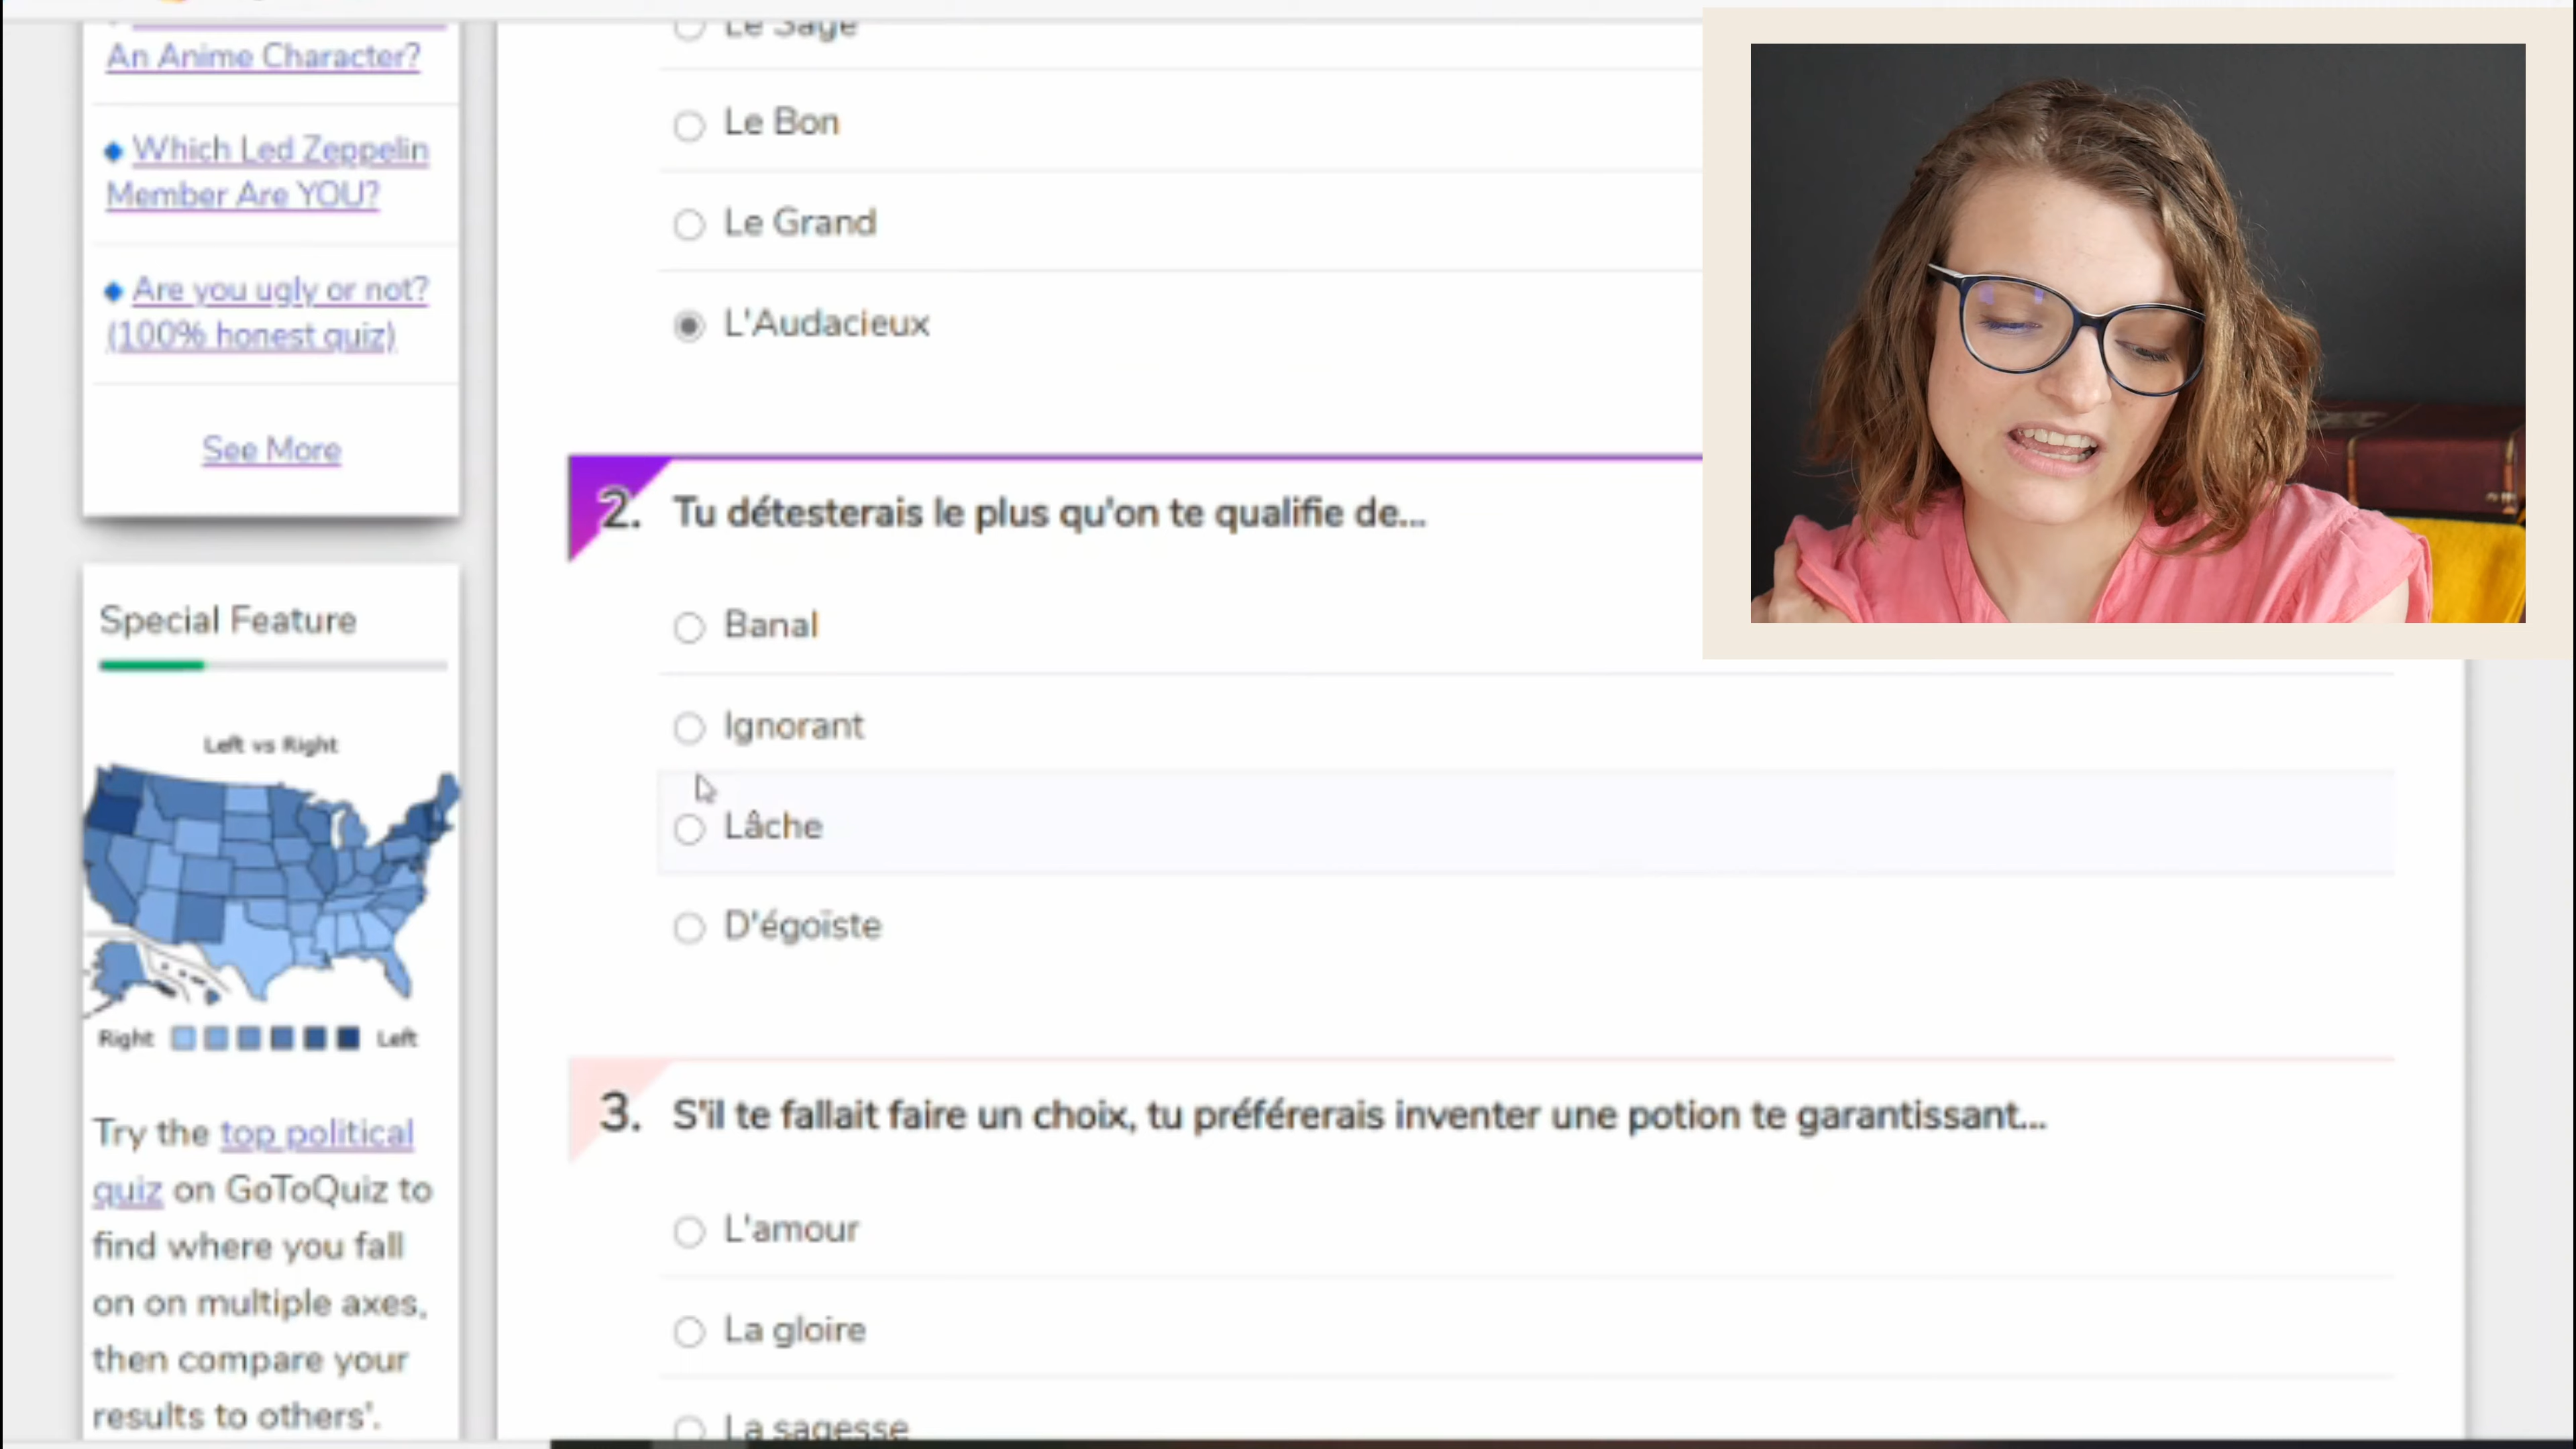 An Anime Character?
Which Led Zeppelin
Member Are YOU?
Are you ugly or not?
(100% honest quiz)
See More
Special Feature
Left vs Right
Right
Left
Try the top political
quiz on GoToQuiz to
find where you fall
on on multiple axes,
then compare your
results to others'.
Le Sage
Le Bon
Le Grand
L'Audacieux
2. Tu détesterais le plus qu'on te qualifie de...
Banal
Ignorant
Lâche
D'égoïste
3. S'il te fallait faire un choix, tu préférerais inventer une potion te garantissant...
L'amour
La gloire
La sagesse